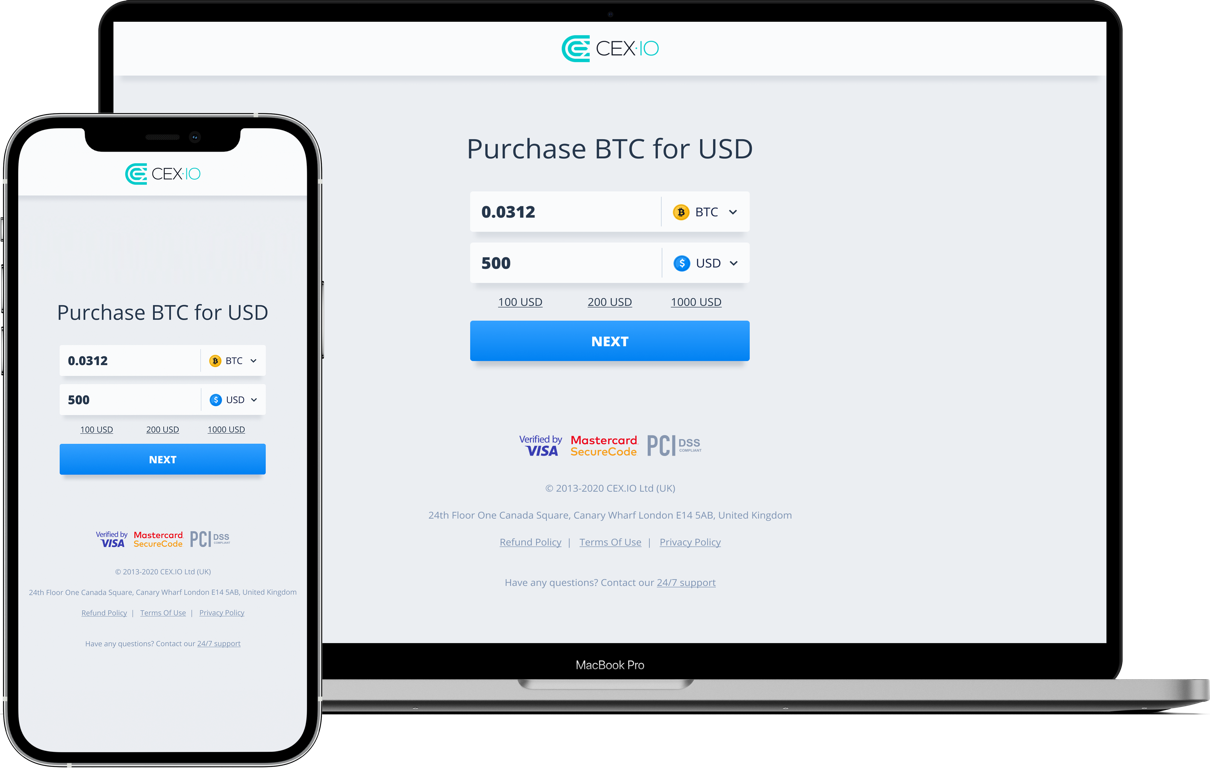 CEX·IO
Purchase BTC for USD
0.0312 BTC
500 USD
100 USD 200 USD 1000 USD
NEXT
Verified by VISA Mastercard SecureCode PCI DSS COMPLIANT
© 2013-2020 CEX.IO Ltd (UK)
24th Floor One Canada Square, Canary Wharf London E14 5AB, United Kingdom
Refund Policy | Terms Of Use | Privacy Policy
Have any questions? Contact our 24/7 support
MacBook Pro
CEX·IO
Purchase BTC for USD
0.0312 BTC
500 USD
100 USD 200 USD 1000 USD
NEXT
Verified by VISA Mastercard SecureCode PCI DSS COMPLIANT
© 2013-2020 CEX.IO Ltd (UK)
24th Floor One Canada Square, Canary Wharf London E14 5AB, United Kingdom
Refund Policy | Terms Of Use | Privacy Policy
Have any questions? Contact our 24/7 support